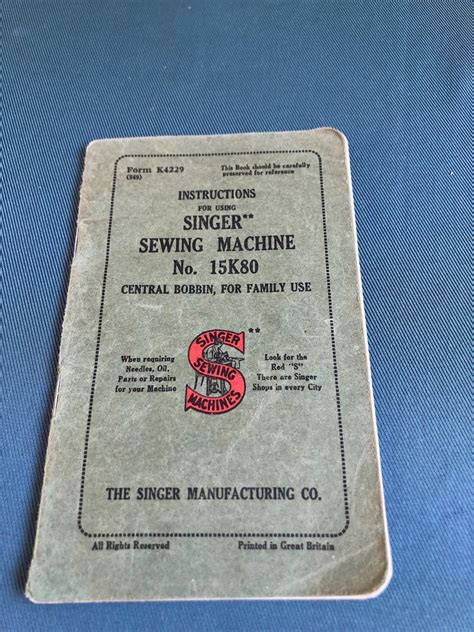 Form K4229
(849)
This Book should be carefully
preserved for reference
INSTRUCTIONS
FOR USING
SINGER**
SEWING MACHINE
No. 15K80
CENTRAL BOBBIN, FOR FAMILY USE
When requiring
Needles, Oil,
Parts or Repairs
for your Machine
SINGER
SEWING
MACHINES
**
Look for the
Red "S"
There are Singer
Shops in every City
THE SINGER MANUFACTURING CO.
All Rights Reserved
Printed in Great Britain